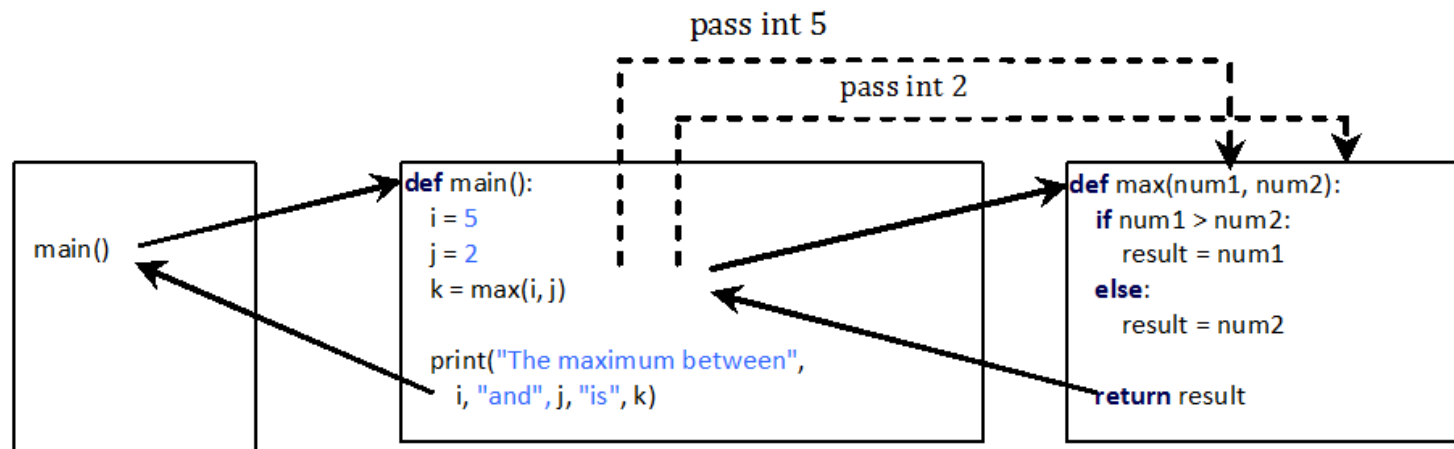 pass int 5
pass int 2
main()
def main():
i = 5
j = 2
k = max(i, j)
print("The maximum between",
i, "and", j, "is", k)
def max(num1, num2):
if num1 > num2:
result = num1
else:
result = num2
return result